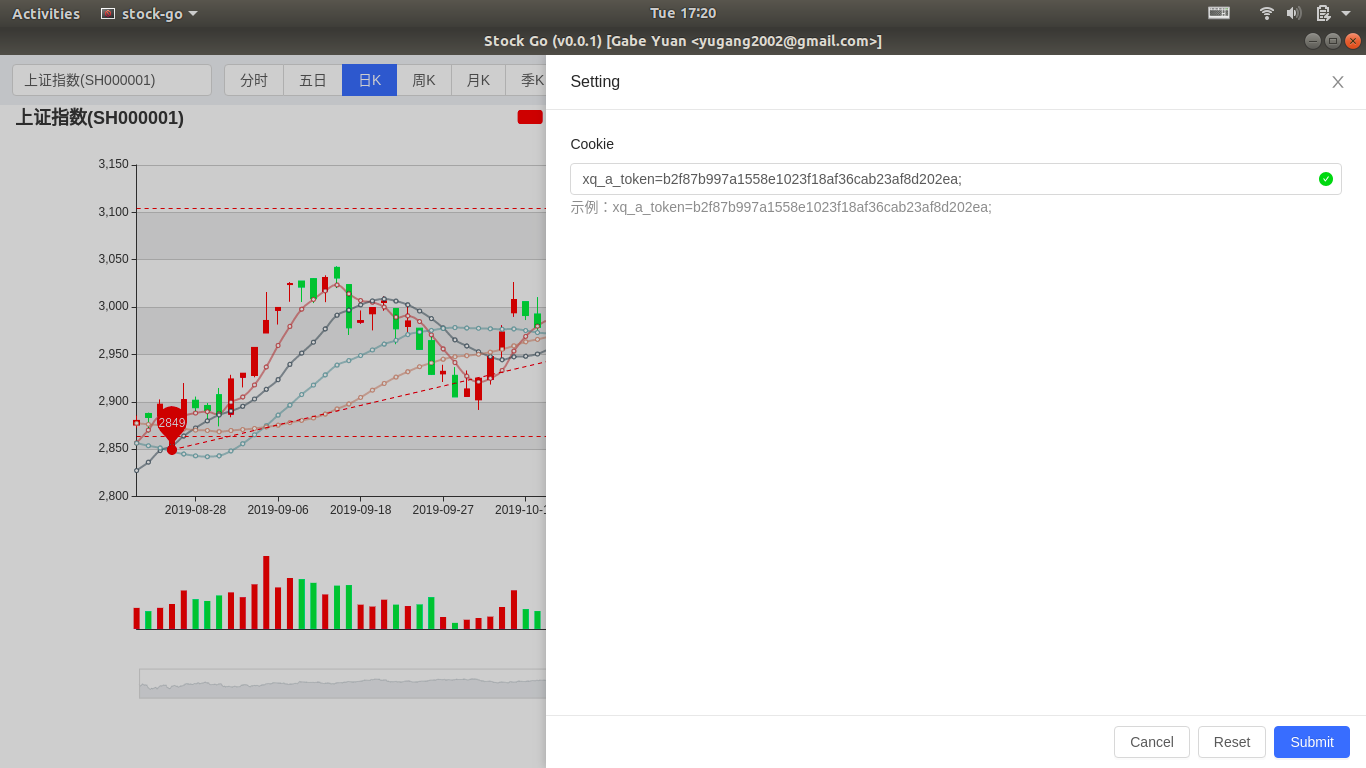 Activities stock-go Tue 17:20
Stock Go (v0.0.1) [Gabe Yuan <yugang2002@gmail.com>]
上证指数(SH000001) 分时 五日 日K 周K 月K 季K
上证指数(SH000001)
3,150
3,100
3,050
3,000
2,950
2,900
2,850
2,800
2849
2019-08-28 2019-09-06 2019-09-18 2019-09-27 2019-10-1
Setting
Cookie
xq_a_token=b2f87b997a1558e1023f18af36cab23af8d202ea;
示例：xq_a_token=b2f87b997a1558e1023f18af36cab23af8d202ea;
Cancel Reset Submit